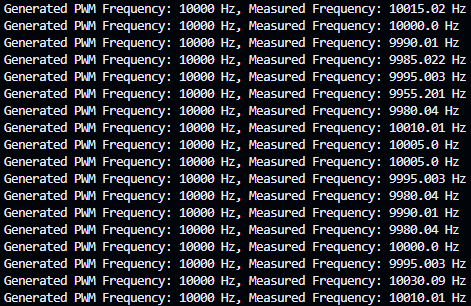 Generated PWM Frequency: 10000 Hz, Measured Frequency: 10015.02 Hz
Generated PWM Frequency: 10000 Hz, Measured Frequency: 10000.0 Hz
Generated PWM Frequency: 10000 Hz, Measured Frequency: 9990.01 Hz
Generated PWM Frequency: 10000 Hz, Measured Frequency: 9985.022 Hz
Generated PWM Frequency: 10000 Hz, Measured Frequency: 9995.003 Hz
Generated PWM Frequency: 10000 Hz, Measured Frequency: 9955.201 Hz
Generated PWM Frequency: 10000 Hz, Measured Frequency: 9980.04 Hz
Generated PWM Frequency: 10000 Hz, Measured Frequency: 10010.01 Hz
Generated PWM Frequency: 10000 Hz, Measured Frequency: 10005.0 Hz
Generated PWM Frequency: 10000 Hz, Measured Frequency: 10005.0 Hz
Generated PWM Frequency: 10000 Hz, Measured Frequency: 9995.003 Hz
Generated PWM Frequency: 10000 Hz, Measured Frequency: 9980.04 Hz
Generated PWM Frequency: 10000 Hz, Measured Frequency: 9990.01 Hz
Generated PWM Frequency: 10000 Hz, Measured Frequency: 9980.04 Hz
Generated PWM Frequency: 10000 Hz, Measured Frequency: 10000.0 Hz
Generated PWM Frequency: 10000 Hz, Measured Frequency: 9995.003 Hz
Generated PWM Frequency: 10000 Hz, Measured Frequency: 10030.09 Hz
Generated PWM Frequency: 10000 Hz, Measured Frequency: 10010.01 Hz